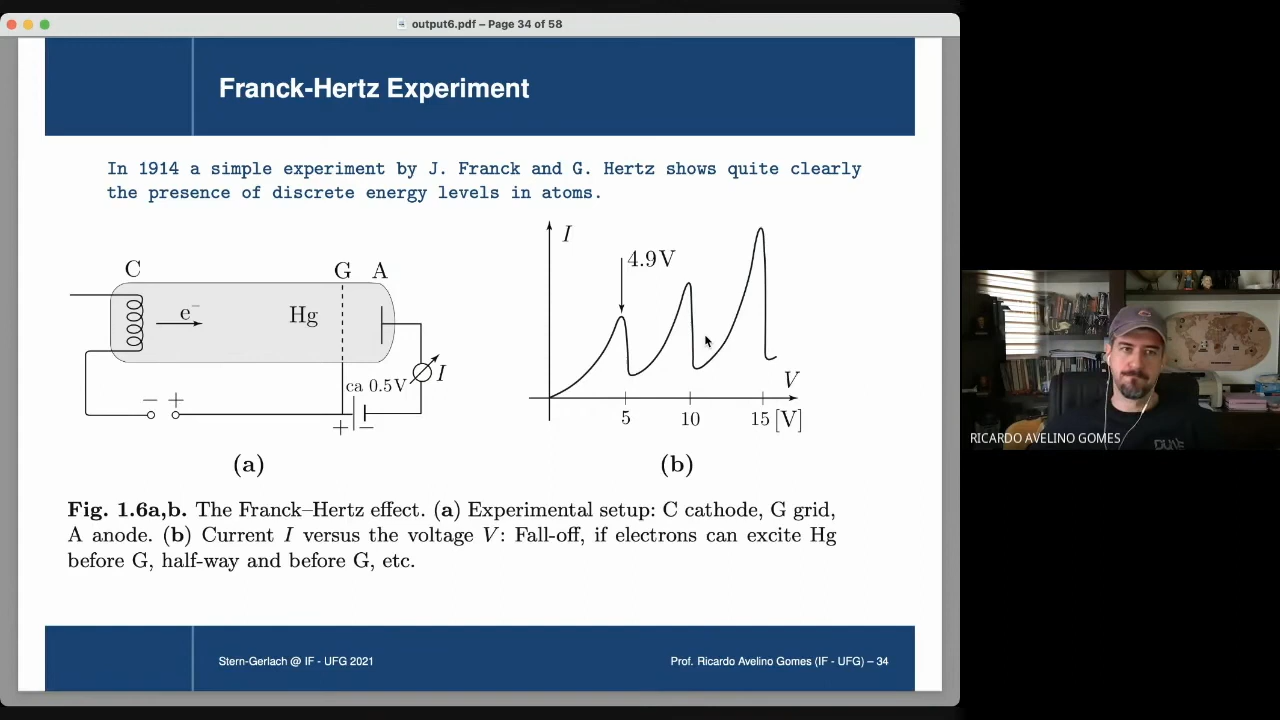 output6.pdf – Page 34 of 58
Franck-Hertz Experiment
In 1914 a simple experiment by J. Franck and G. Hertz shows quite clearly
the presence of discrete energy levels in atoms.
C
G
A
e⁻
Hg
ca 0.5V
I
− +
+ −
(a)
I
4.9V
V
5 10 15 [V]
(b)
Fig. 1.6a,b. The Franck–Hertz effect. (a) Experimental setup: C cathode, G grid,
A anode. (b) Current I versus the voltage V: Fall-off, if electrons can excite Hg
before G, half-way and before G, etc.
Stern-Gerlach @ IF - UFG 2021
Prof. Ricardo Avelino Gomes (IF - UFG) – 34
RICARDO AVELINO GOMES